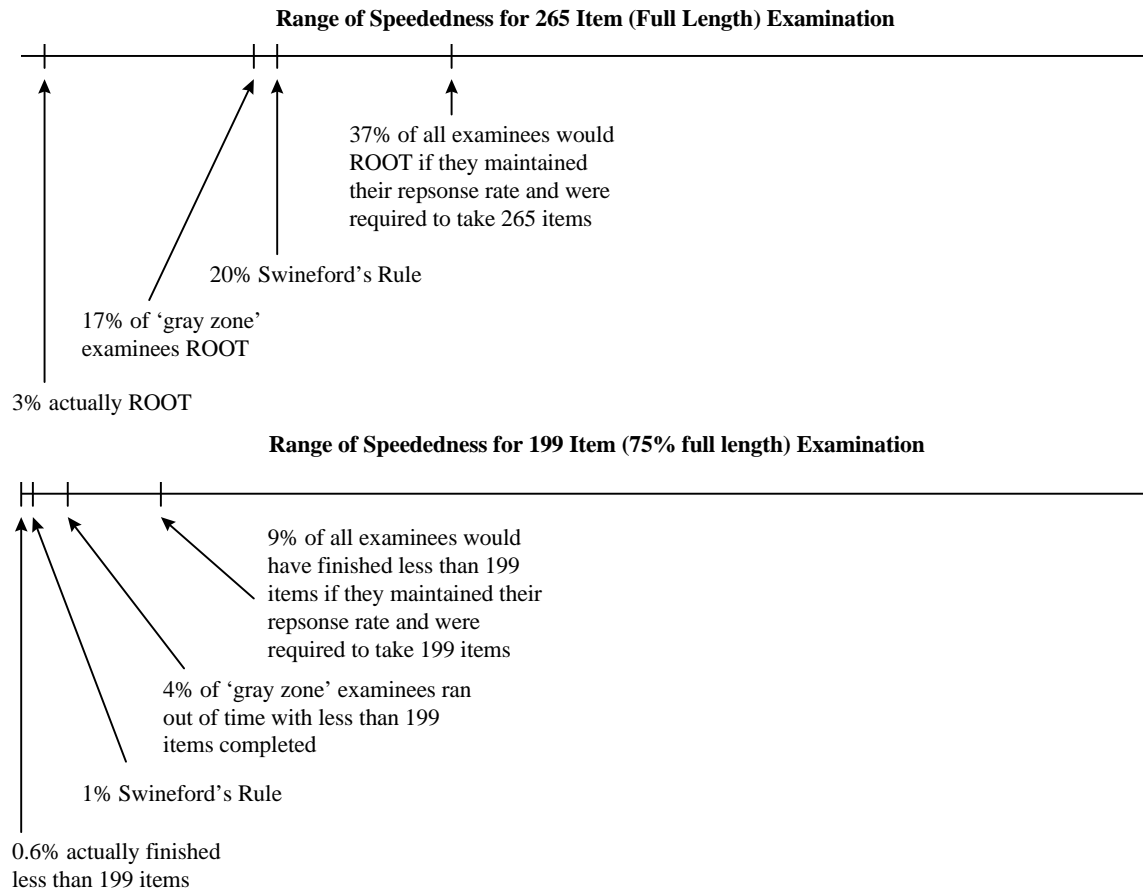 Range of Speededness for 265 Item (Full Length) Examination
37% of all examinees would
ROOT if they maintained
their repsonse rate and were
required to take 265 items
20% Swineford’s Rule
17% of ‘gray zone’
examinees ROOT
3% actually ROOT
Range of Speededness for 199 Item (75% full length) Examination
9% of all examinees would
have finished less than 199
items if they maintained their
repsonse rate and were
required to take 199 items
4% of ‘gray zone’ examinees ran
out of time with less than 199
items completed
1% Swineford’s Rule
0.6% actually finished
less than 199 items